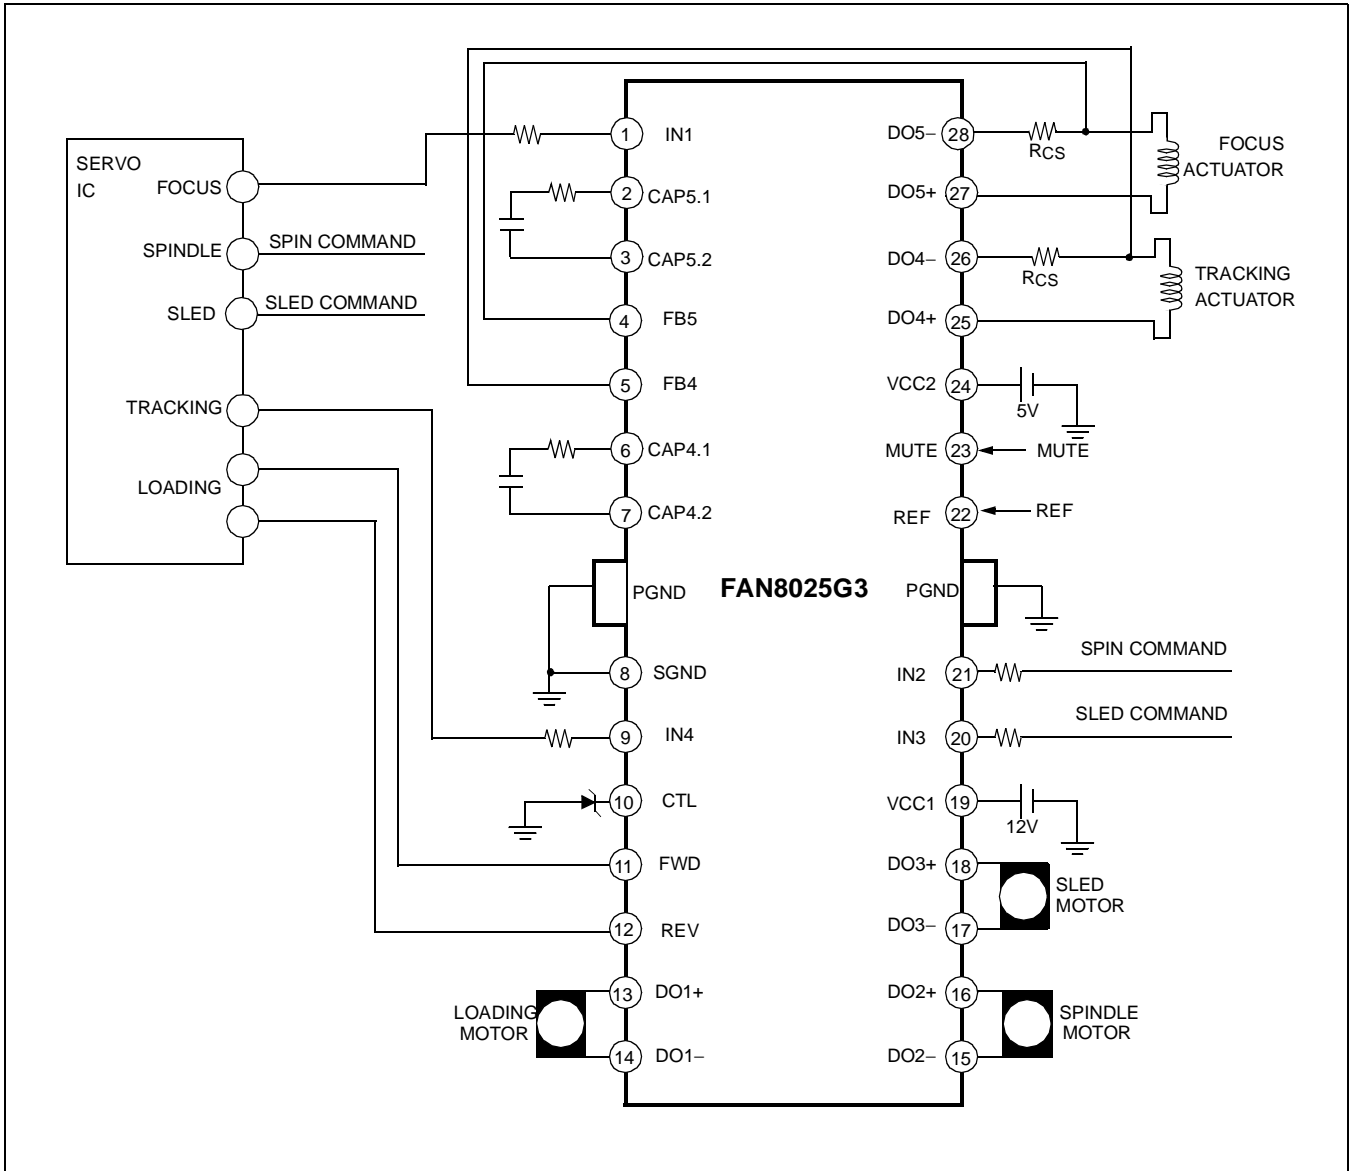 SERVO
IC
FOCUS
SPINDLE
SLED
TRACKING
LOADING
SPIN COMMAND
SLED COMMAND
1
IN1
2
CAP5.1
3
CAP5.2
4
FB5
5
FB4
6
CAP4.1
7
CAP4.2
PGND
8
SGND
9
IN4
10
CTL
11
FWD
12
REV
13
DO1+
14
DO1−
LOADING
MOTOR
FAN8025G3
DO5−
28
RCS
FOCUS
ACTUATOR
DO5+
27
DO4−
26
RCS
TRACKING
ACTUATOR
DO4+
25
VCC2
24
5V
MUTE
23
MUTE
REF
22
REF
PGND
IN2
21
SPIN COMMAND
IN3
20
SLED COMMAND
VCC1
19
12V
DO3+
18
SLED
MOTOR
DO3−
17
DO2+
16
SPINDLE
MOTOR
DO2−
15